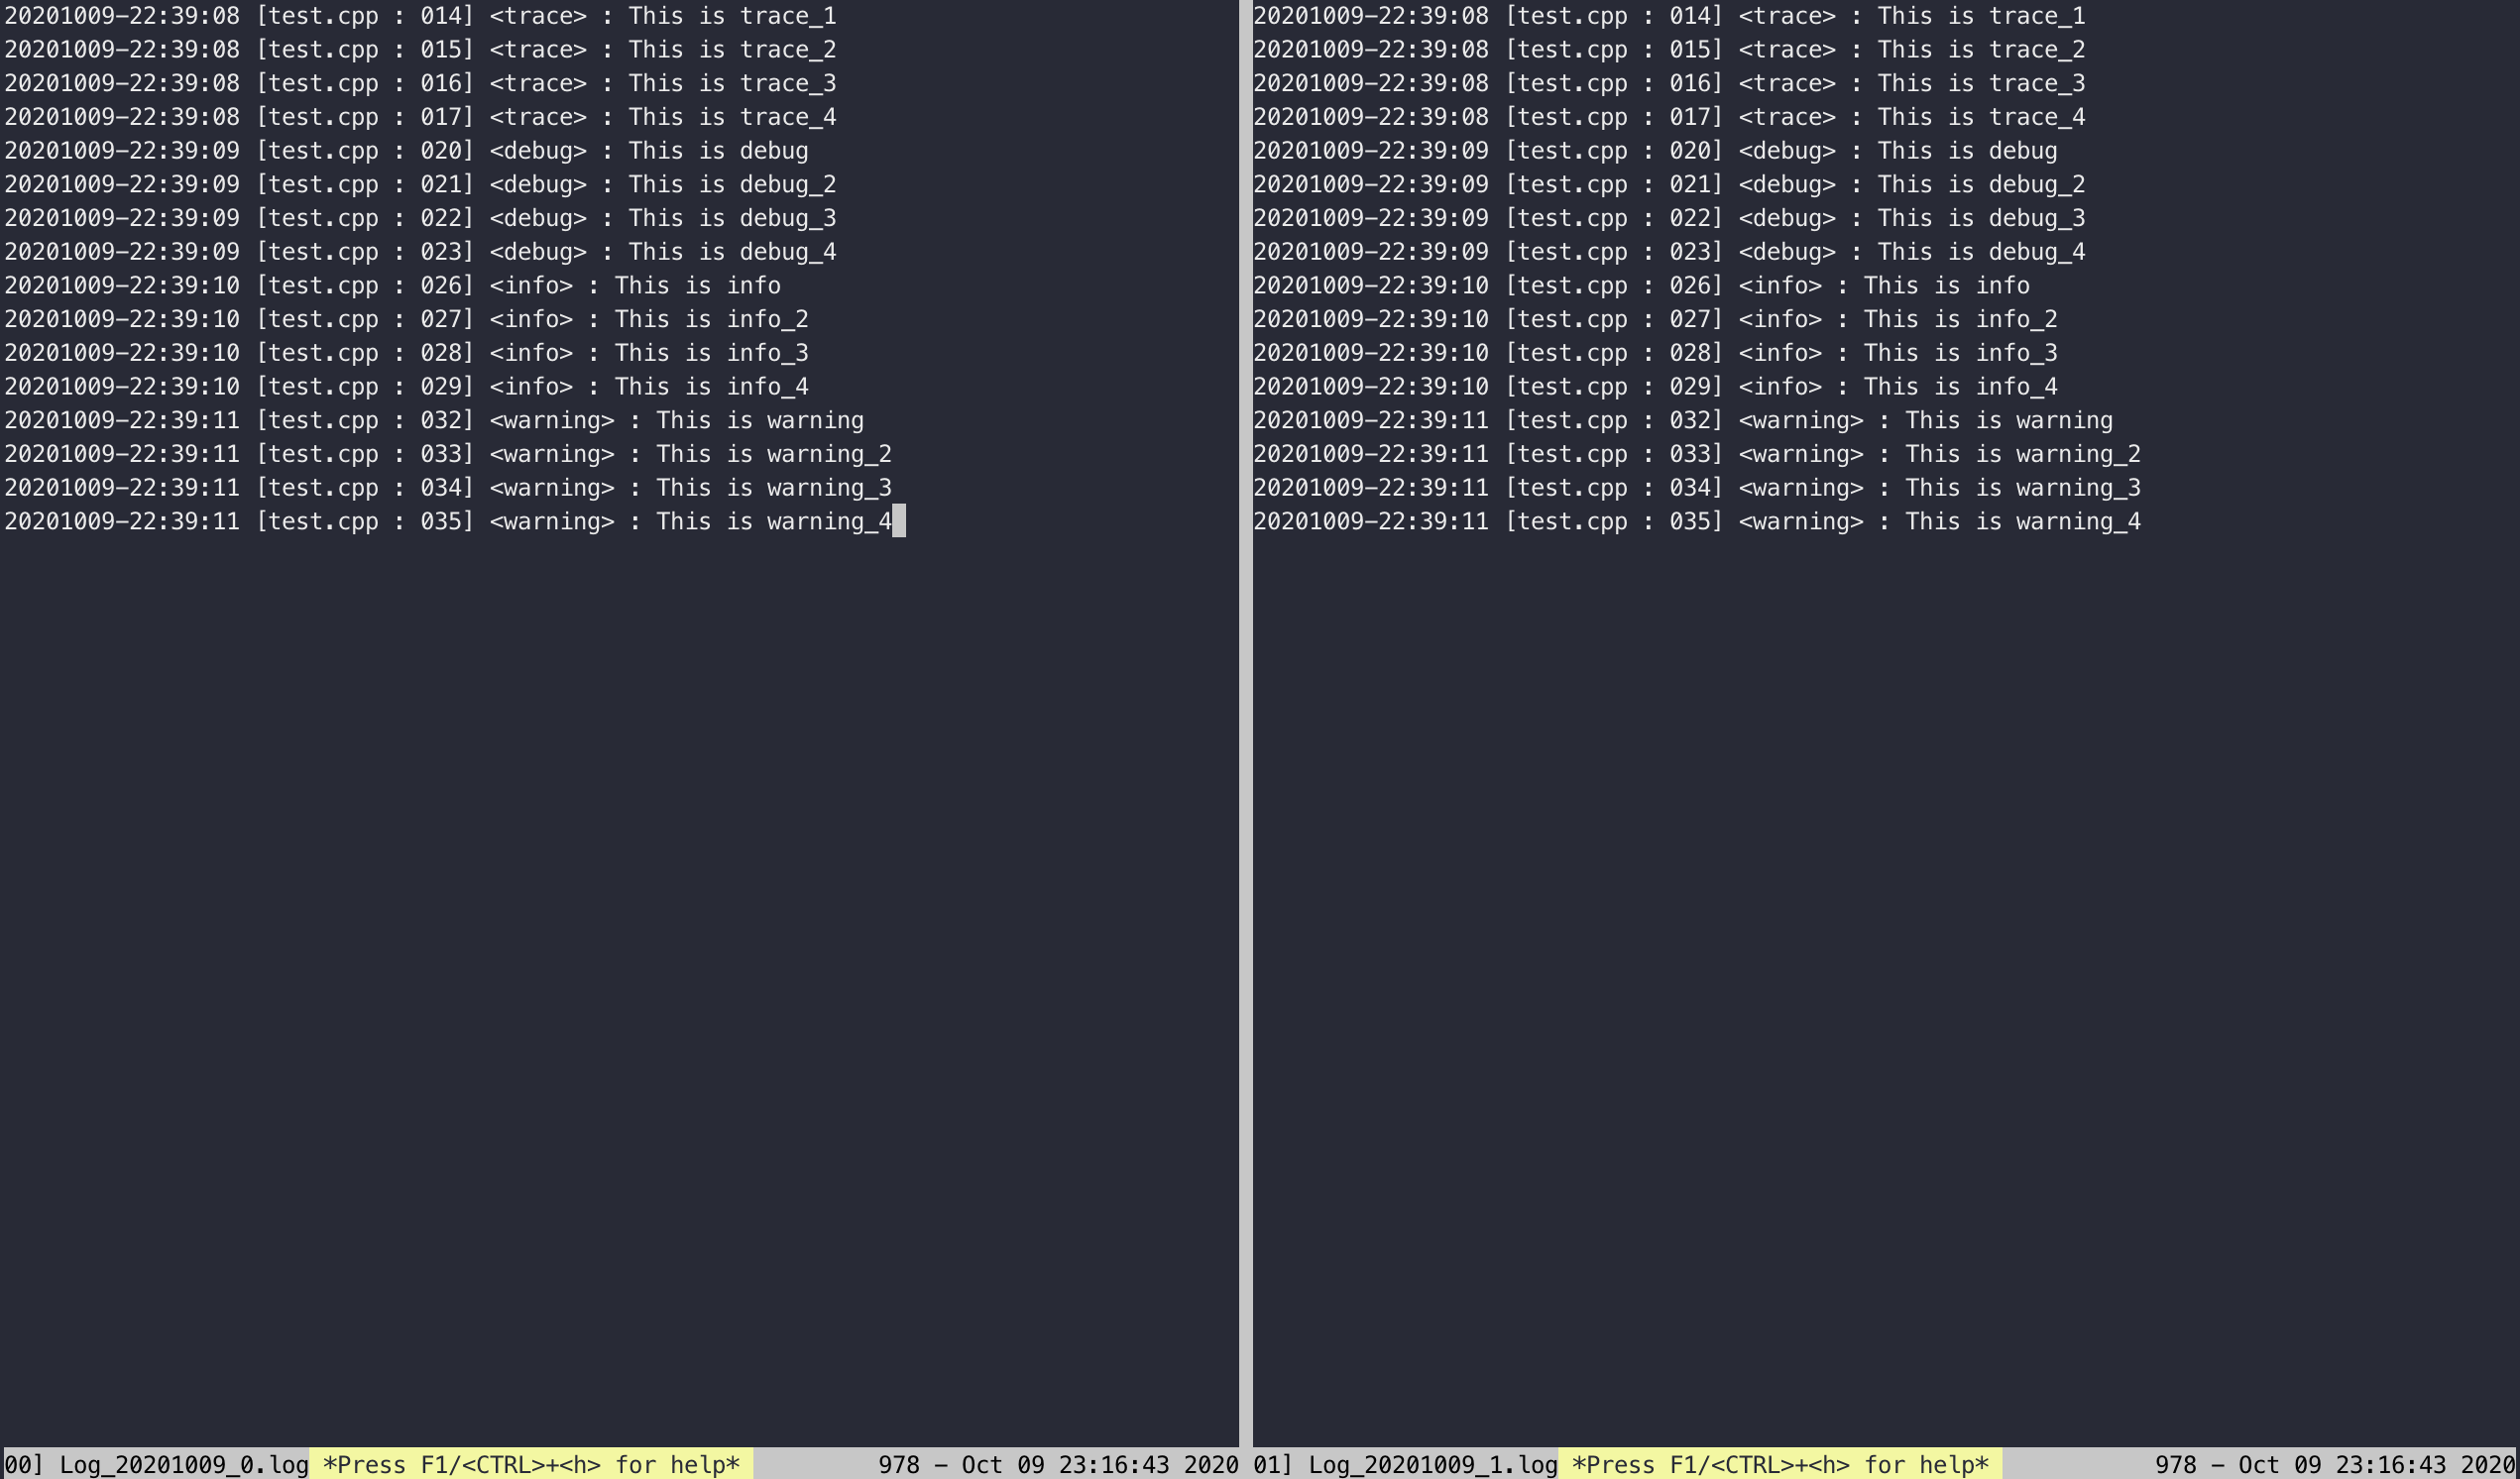 20201009-22:39:08 [test.cpp : 014] <trace> : This is trace_1
20201009-22:39:08 [test.cpp : 015] <trace> : This is trace_2
20201009-22:39:08 [test.cpp : 016] <trace> : This is trace_3
20201009-22:39:08 [test.cpp : 017] <trace> : This is trace_4
20201009-22:39:09 [test.cpp : 020] <debug> : This is debug
20201009-22:39:09 [test.cpp : 021] <debug> : This is debug_2
20201009-22:39:09 [test.cpp : 022] <debug> : This is debug_3
20201009-22:39:09 [test.cpp : 023] <debug> : This is debug_4
20201009-22:39:10 [test.cpp : 026] <info> : This is info
20201009-22:39:10 [test.cpp : 027] <info> : This is info_2
20201009-22:39:10 [test.cpp : 028] <info> : This is info_3
20201009-22:39:10 [test.cpp : 029] <info> : This is info_4
20201009-22:39:11 [test.cpp : 032] <warning> : This is warning
20201009-22:39:11 [test.cpp : 033] <warning> : This is warning_2
20201009-22:39:11 [test.cpp : 034] <warning> : This is warning_3
20201009-22:39:11 [test.cpp : 035] <warning> : This is warning_4
00] Log_20201009_0.log *Press F1/<CTRL>+<h> for help* 978 - Oct 09 23:16:43 2020
20201009-22:39:08 [test.cpp : 014] <trace> : This is trace_1
20201009-22:39:08 [test.cpp : 015] <trace> : This is trace_2
20201009-22:39:08 [test.cpp : 016] <trace> : This is trace_3
20201009-22:39:08 [test.cpp : 017] <trace> : This is trace_4
20201009-22:39:09 [test.cpp : 020] <debug> : This is debug
20201009-22:39:09 [test.cpp : 021] <debug> : This is debug_2
20201009-22:39:09 [test.cpp : 022] <debug> : This is debug_3
20201009-22:39:09 [test.cpp : 023] <debug> : This is debug_4
20201009-22:39:10 [test.cpp : 026] <info> : This is info
20201009-22:39:10 [test.cpp : 027] <info> : This is info_2
20201009-22:39:10 [test.cpp : 028] <info> : This is info_3
20201009-22:39:10 [test.cpp : 029] <info> : This is info_4
20201009-22:39:11 [test.cpp : 032] <warning> : This is warning
20201009-22:39:11 [test.cpp : 033] <warning> : This is warning_2
20201009-22:39:11 [test.cpp : 034] <warning> : This is warning_3
20201009-22:39:11 [test.cpp : 035] <warning> : This is warning_4
01] Log_20201009_1.log *Press F1/<CTRL>+<h> for help* 978 - Oct 09 23:16:43 2020